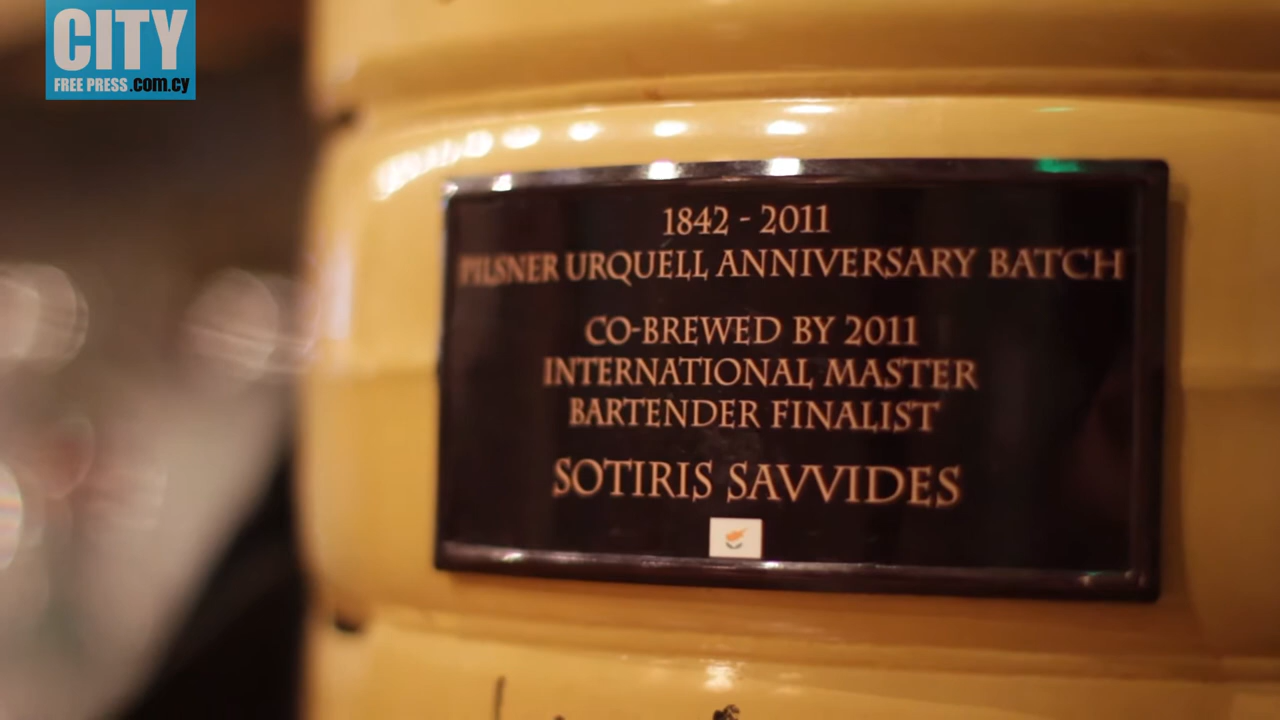 CITY
FREE PRESS.com.cy
1842 - 2011
PILSNER URQUELL ANNIVERSARY BATCH
CO-BREWED BY 2011
INTERNATIONAL MASTER
BARTENDER FINALIST
SOTIRIS SAVVIDES